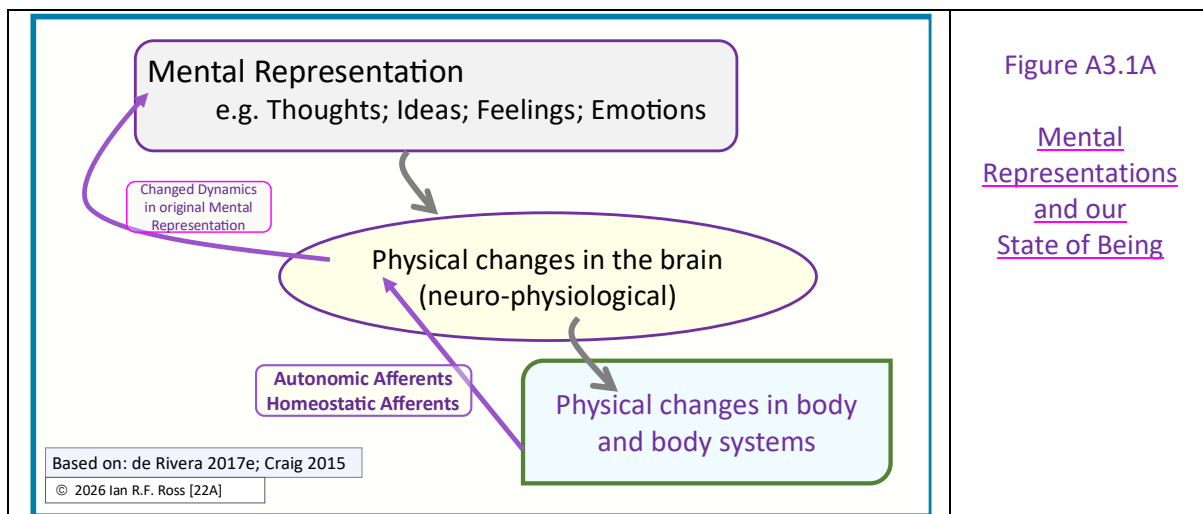 Mental Representation
e.g. Thoughts; Ideas; Feelings; Emotions
Changed Dynamics
in original Mental
Representation
Physical changes in the brain
(neuro-physiological)
Autonomic Afferents
Homeostatic Afferents
Physical changes in body
and body systems
Based on: de Rivera 2017e; Craig 2015
© 2026 Ian R.F. Ross [22A]
Figure A3.1A
Mental
Representations
and our
State of Being